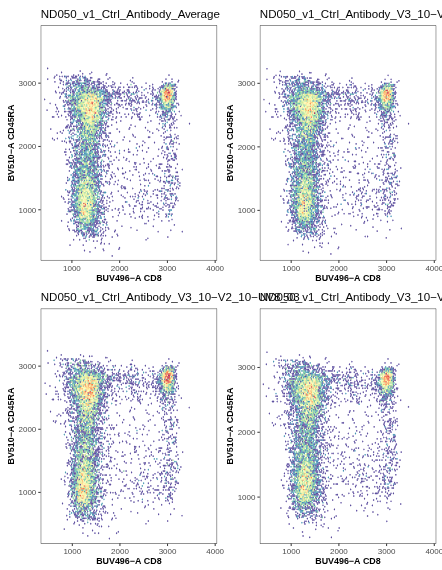 ND050_v1_Ctrl_Antibody_Average
ND050_v1_Ctrl_Antibody_V3_10−V
3000
2000
1000
BV510−A CD45RA
1000 2000 3000 4000
BUV496−A CD8
3000
2000
1000
BV510−A CD45RA
1000 2000 3000 4000
BUV496−A CD8
ND050_v1_Ctrl_Antibody_V3_10−V2_10−
ND050_v1_Ctrl_Antibody_V3_10−V
3000
2000
1000
BV510−A CD45RA
1000 2000 3000 4000
BUV496−A CD8
3000
2000
1000
BV510−A CD45RA
1000 2000 3000 4000
BUV496−A CD8